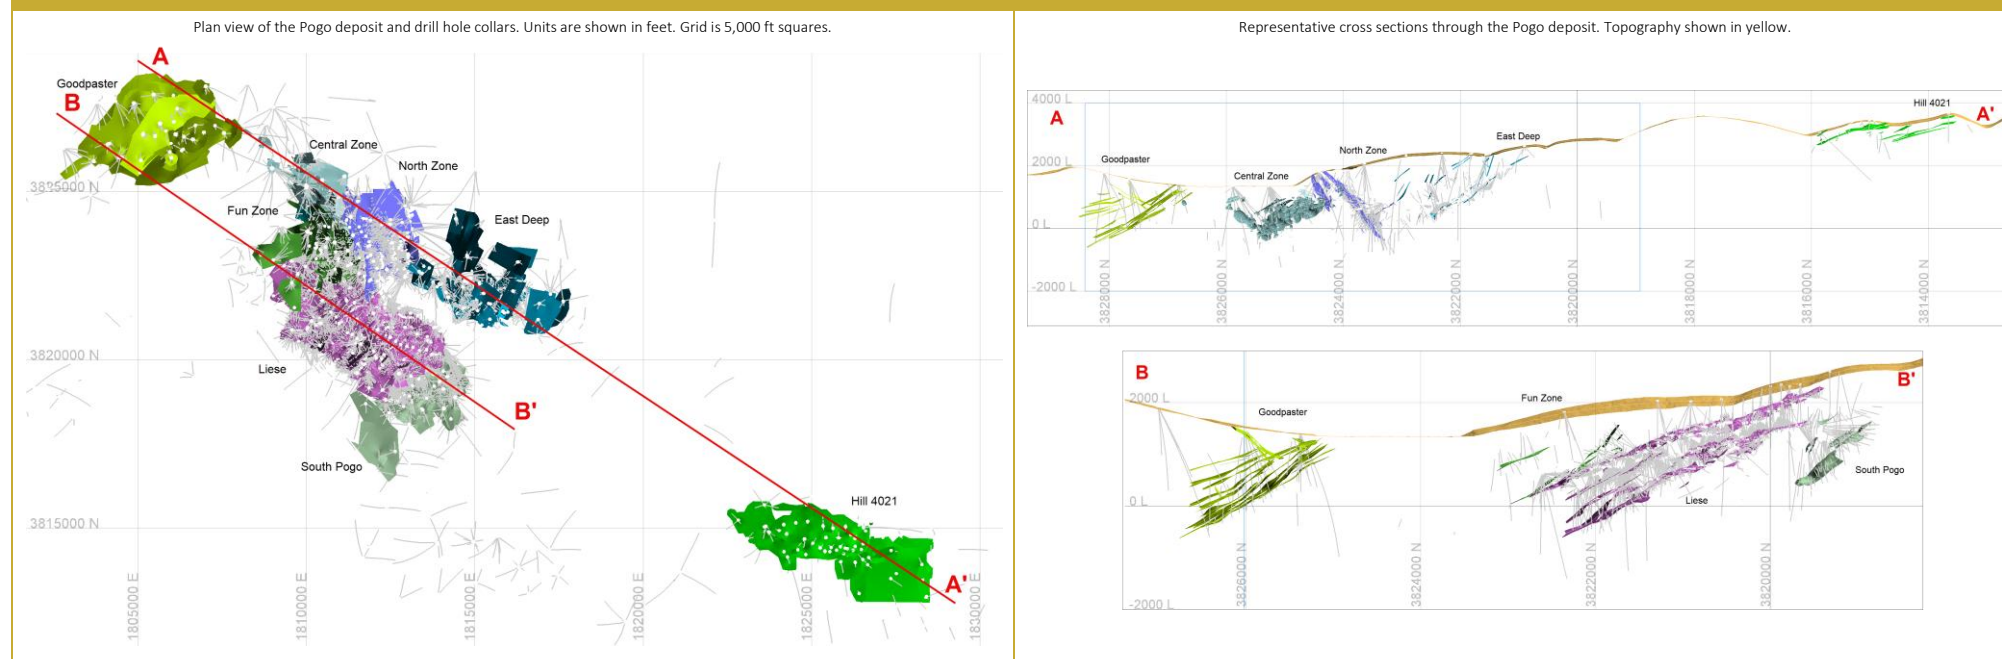 Plan view of the Pogo deposit and drill hole collars. Units are shown in feet. Grid is 5,000 ft squares.
A
Goodpaster
B
Central Zone
North Zone
3825000 N
Fun Zone
East Deep
3820000 N
Liese
B'
South Pogo
Hill 4021
3815000 N
A'
1805000 E
1810000 E
1815000 E
1820000 E
1825000 E
1830000 E
Representative cross sections through the Pogo deposit. Topography shown in yellow.
4000 L
A
Hill 4021
A'
East Deep
North Zone
Goodpaster
2000 L
Central Zone
0 L
-2000 L
3828000 N
3826000 N
3824000 N
3822000 N
3820000 N
3818000 N
3816000 N
3814000 N
B
B'
2000 L
Fun Zone
Goodpaster
South Pogo
0 L
Liese
-2000 L
3826000 N
3824000 N
3822000 N
3820000 N